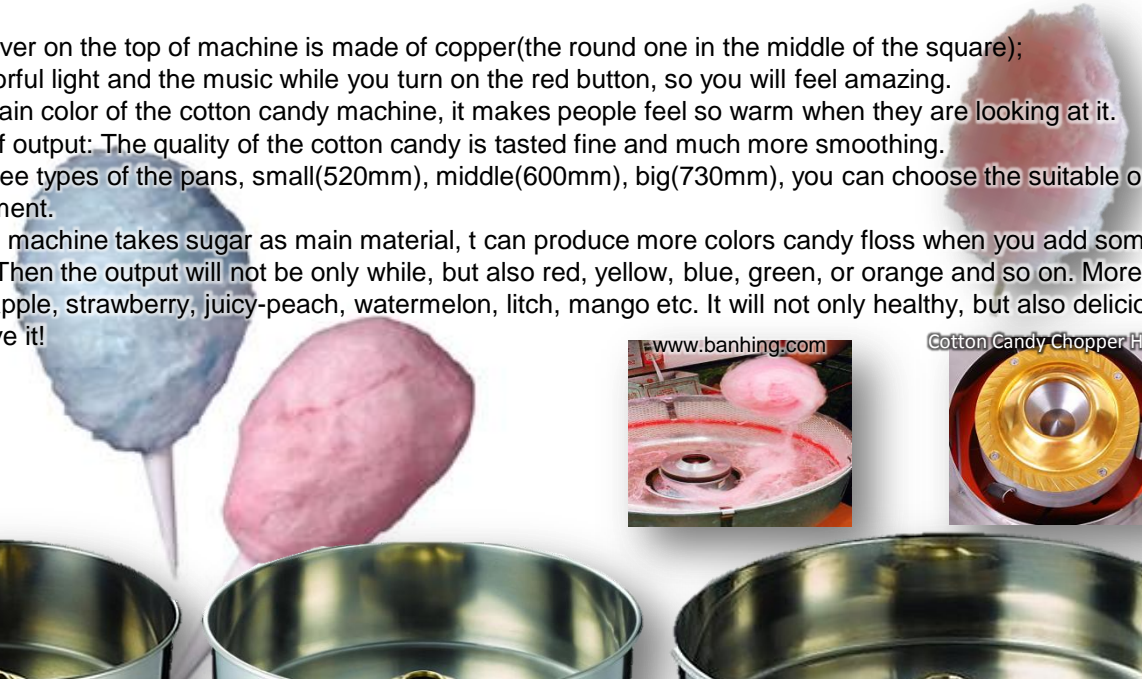 ver on the top of machine is made of copper(the round one in the middle of the square);
orful light and the music while you turn on the red button, so you will feel amazing.
ain color of the cotton candy machine, it makes people feel so warm when they are looking at it.
f output: The quality of the cotton candy is tasted fine and much more smoothing.
ee types of the pans, small(520mm), middle(600mm), big(730mm), you can choose the suitable o
ment.
machine takes sugar as main material, t can produce more colors candy floss when you add som
Then the output will not be only while, but also red, yellow, blue, green, or orange and so on. More
pple, strawberry, juicy-peach, watermelon, litch, mango etc. It will not only healthy, but also delicio
ve it!
www.banhing.com
Cotton Candy Chopper H